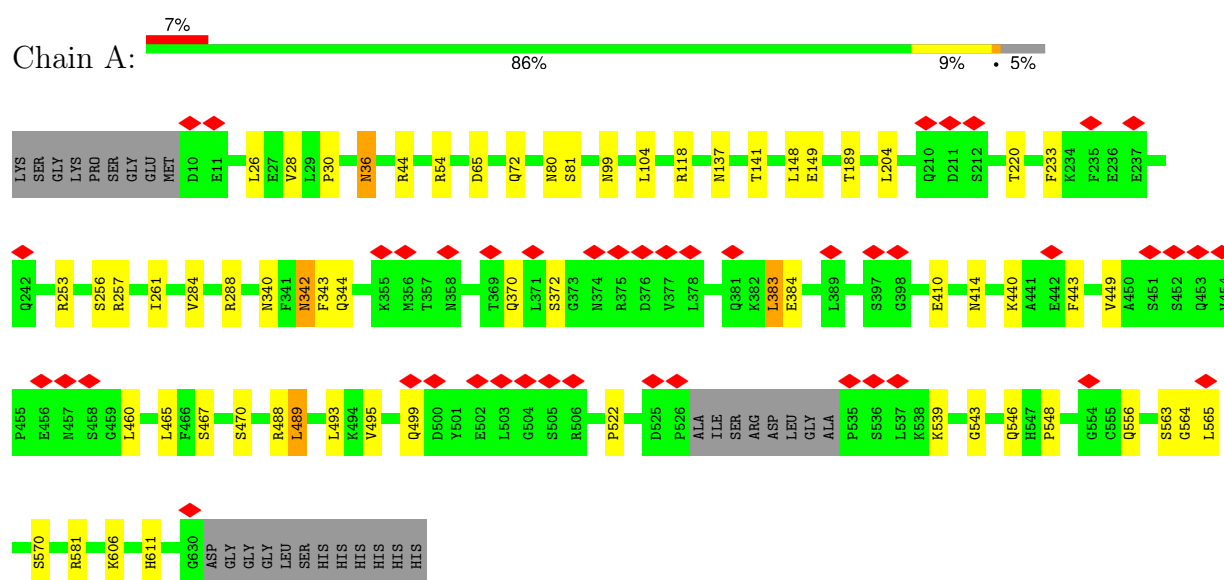 7%
Chain A:
86% 9% • 5%
LYS SER GLY LYS PRO SER GLY GLU MET D10 E11 L26 E27 V28 L29 P30 N36 R44 R54 D65 Q72 N80 S81 N99 L104 R118 N137 T141 L148 E149 T189 L204 Q210 D211 S212 T220 F233 K234 F235 E236 E237
Q242 R253 S256 R257 I261 V284 R288 N340 F341 N342 F343 Q344 K355 M356 T357 N358 T369 Q370 L371 S372 G373 N374 R375 D376 V377 L378 Q381 K382 L383 E384 L389 S397 G398 E410 N414 K440 A441 E442 F443 V449 A450 S451 S452 Q453
P455 E456 N457 S458 G459 L460 L465 F466 S467 S470 R488 L489 L493 K494 V495 Q499 D500 Y501 E502 L503 G504 S505 R506 P522 D525 P526 ALA ILE SER ARG ASP LEU GLY ALA P535 S536 L537 K538 K539 G543 Q546 H547 P548 G554 C555 Q556 S563 G564 L565
S570 R581 K606 H611 G630 ASP GLY GLY GLY LEU SER HIS HIS HIS HIS HIS HIS